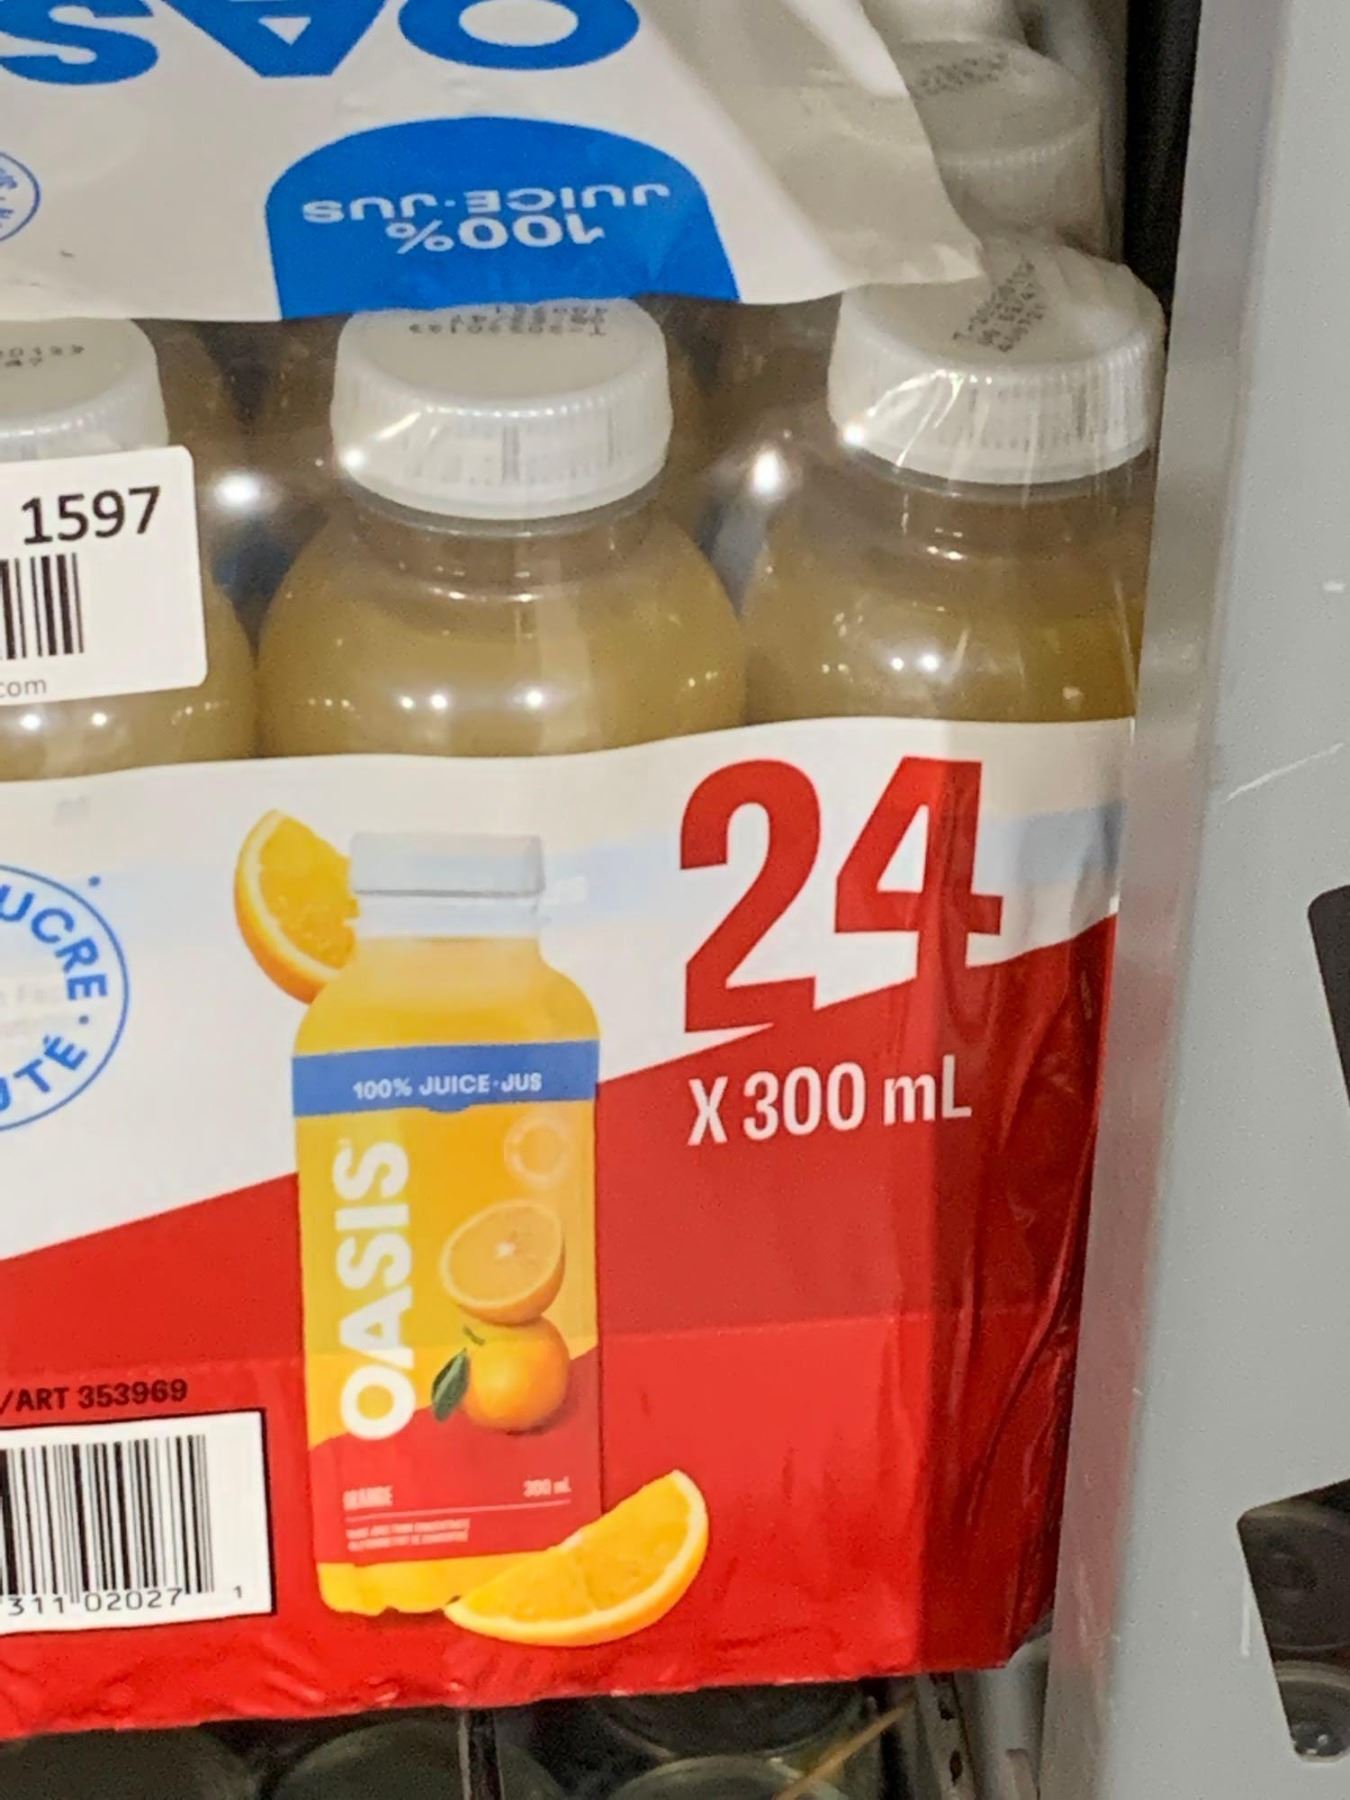 OAS
100%
JUICE·JUS
1597
com
24
X 300 mL
UCRE·
UTÉ·
100% JUICE·JUS
OASIS
ORANGE
300 mL
/ART 353969
311 02027 1